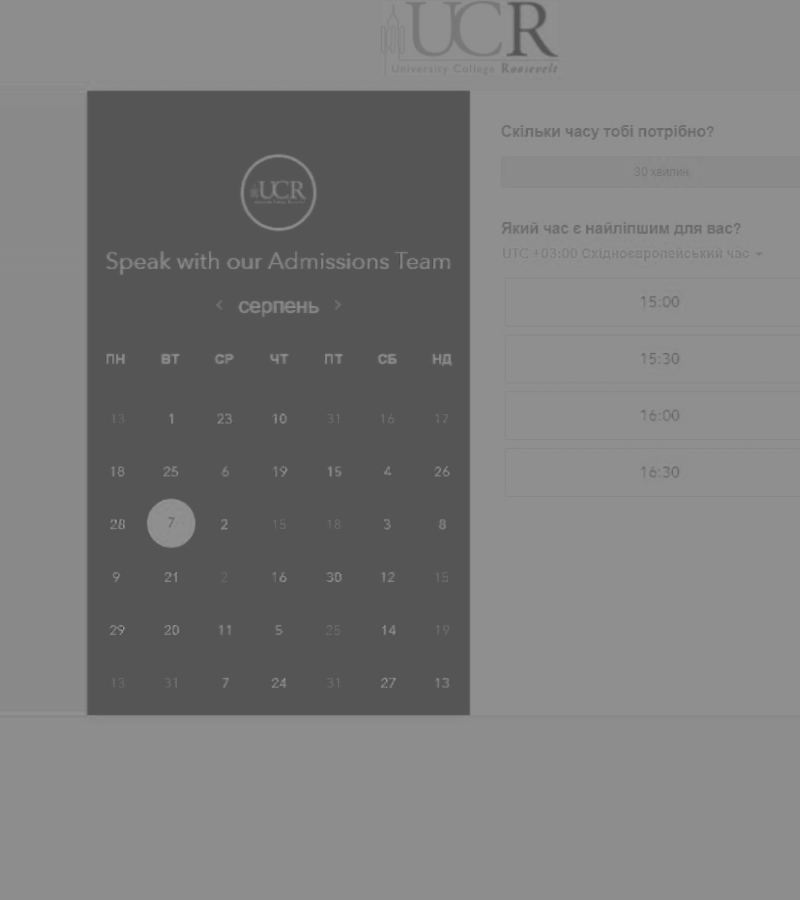 UCR
University College Roosevelt
UCR
Speak with our Admissions Team
серпень
ПН ВТ СР ЧТ ПТ СБ НД
13 1 23 10 31 16 17
18 25 6 19 15 4 26
28 7 2 15 18 3 8
9 21 2 16 30 12 15
29 20 11 5 25 14 19
13 31 7 24 31 27 13
Скільки часу тобі потрібно?
30 хвилин
Який час є найліпшим для вас?
UTC +03:00 Східноєвропейський час
15:00
15:30
16:00
16:30